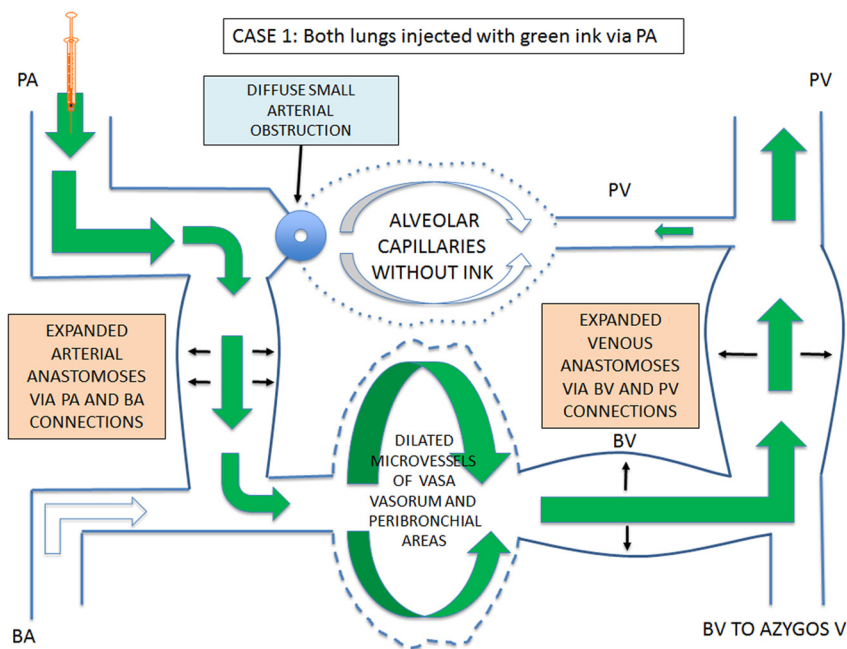 CASE 1: Both lungs injected with green ink via PA
PA
PV
DIFFUSE SMALL
ARTERIAL
OBSTRUCTION
PV
ALVEOLAR
CAPILLARIES
WITHOUT INK
EXPANDED
ARTERIAL
ANASTOMOSES
VIA PA AND BA
CONNECTIONS
EXPANDED
VENOUS
ANASTOMOSES
VIA BV AND PV
CONNECTIONS
BV
DILATED
MICROVESSELS
OF VASA
VASORUM AND
PERIBRONCHIAL
AREAS
BA
BV TO AZYGOS V